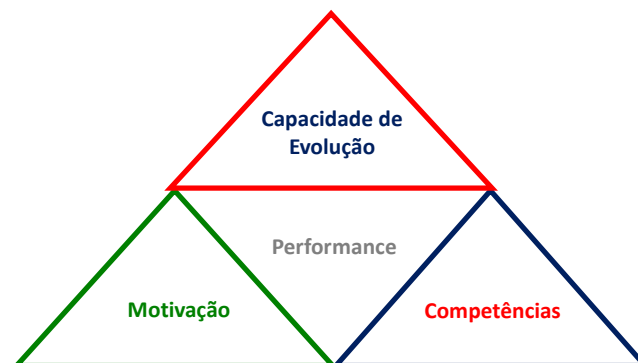 Capacidade de
Evolução
Performance
Motivação
Competências